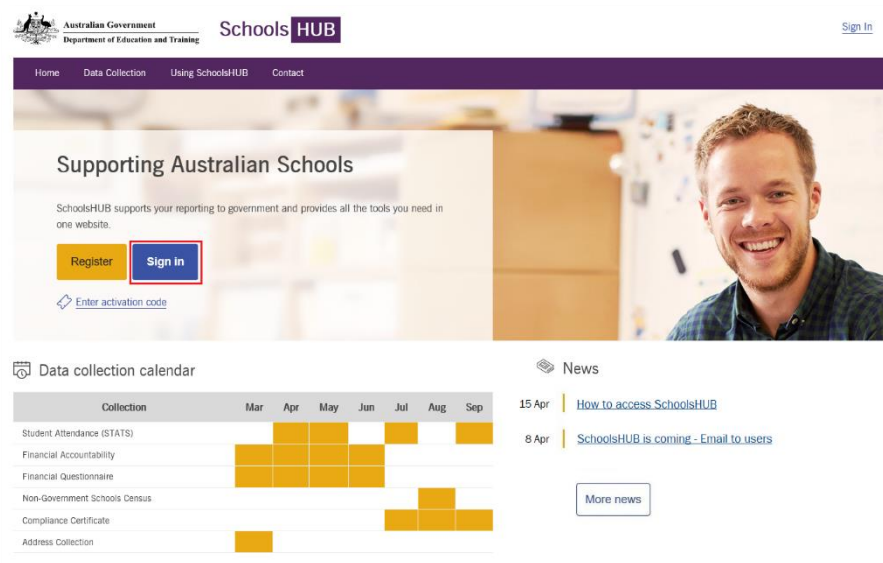 Australian Government
Department of Education and Training
Schools HUB
Sign In
Home Data Collection Using SchoolsHUB Contact
Supporting Australian Schools
SchoolsHUB supports your reporting to government and provides all the tools you need in
one website.
Register Sign in
Enter activation code
Data collection calendar
Collection Mar Apr May Jun Jul Aug Sep
Student Attendance (STATS)
Financial Accountability
Financial Questionnaire
Non-Government Schools Census
Compliance Certificate
Address Collection
News
15 Apr How to access SchoolsHUB
8 Apr SchoolsHUB is coming - Email to users
More news